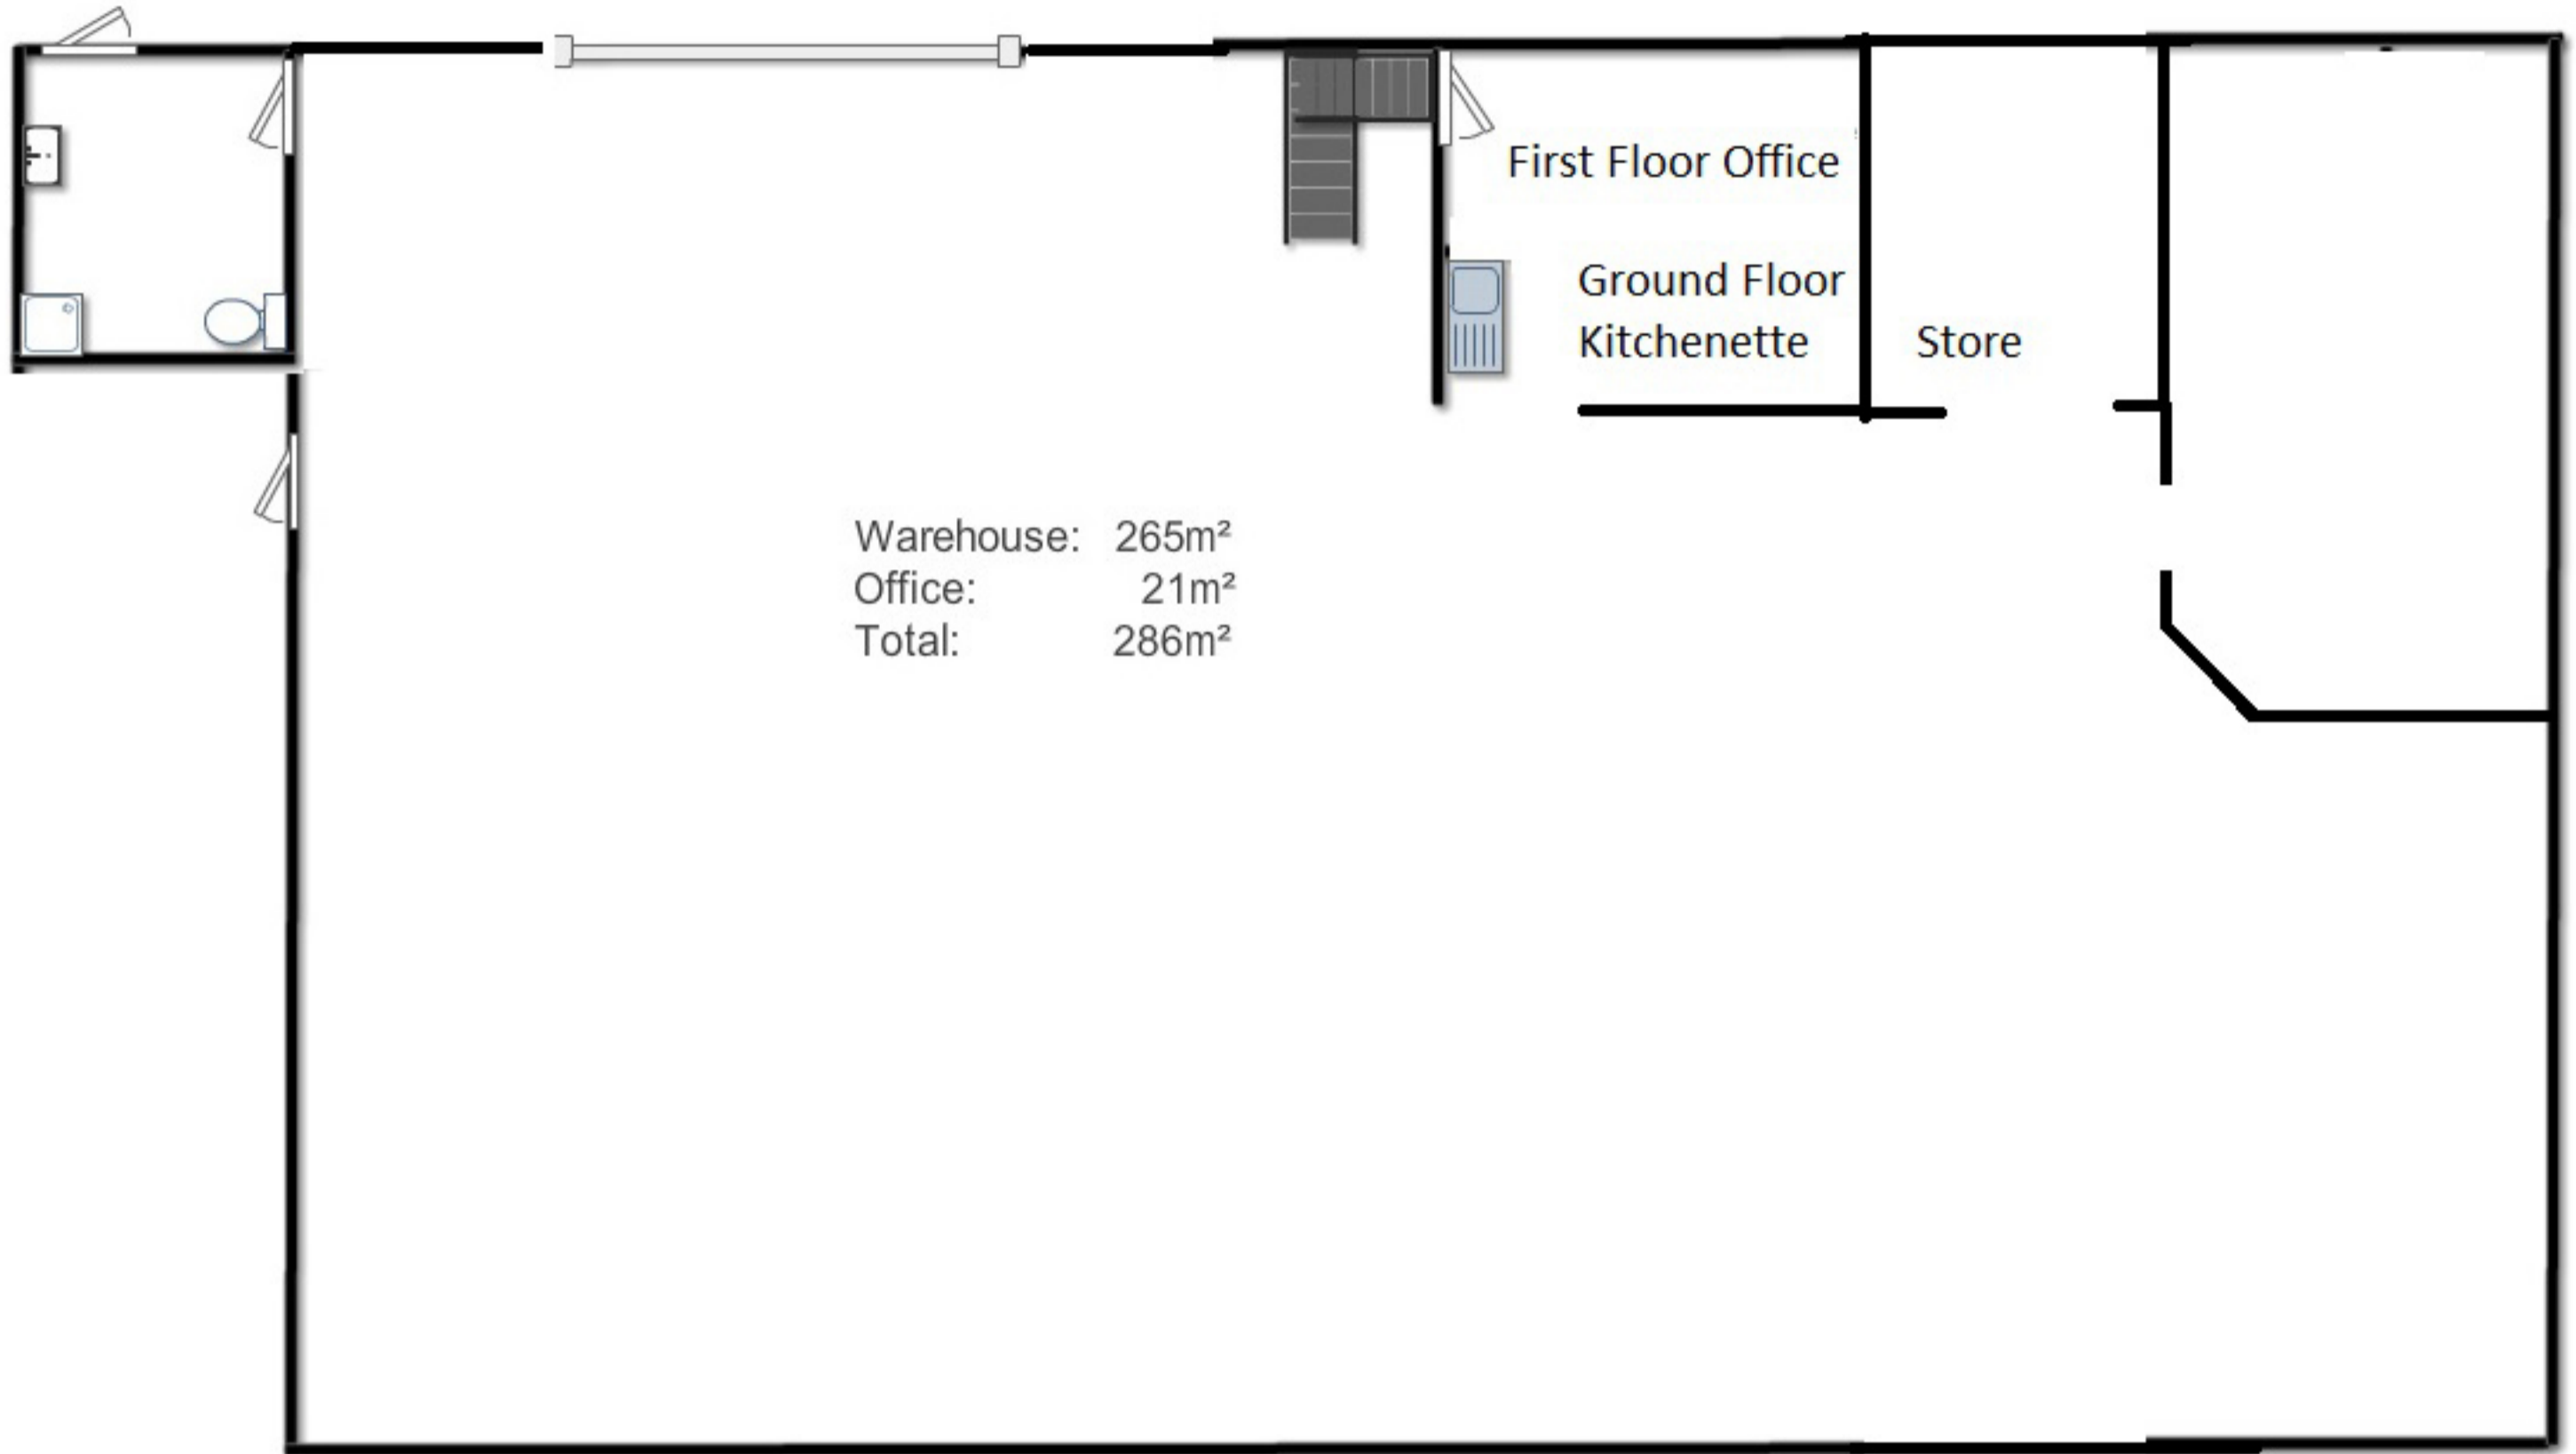 First Floor Office
Ground Floor
Kitchenette
Store
Warehouse: 265m²
Office: 21m²
Total: 286m²